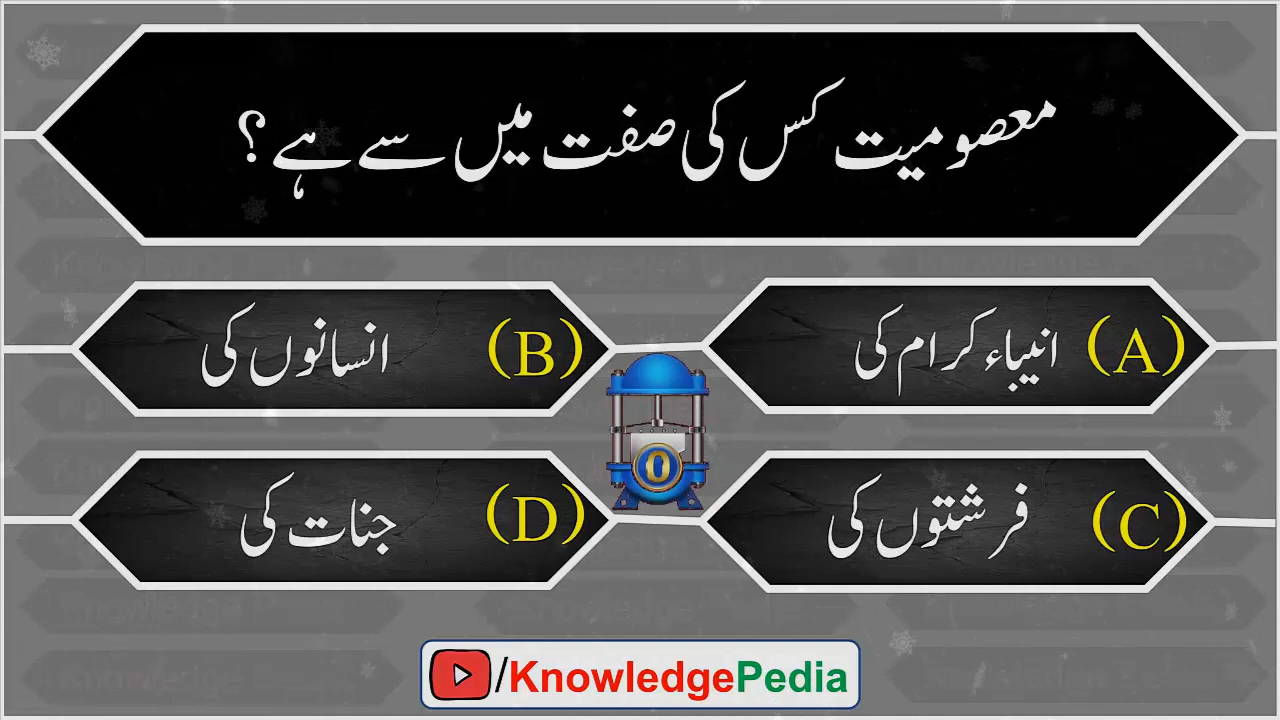 معصومیت کس کی صفت میں سے ہے؟
(A) انبیاء کرام کی
(B) انسانوں کی
(C) فرشتوں کی
(D) جنات کی
0
/KnowledgePedia